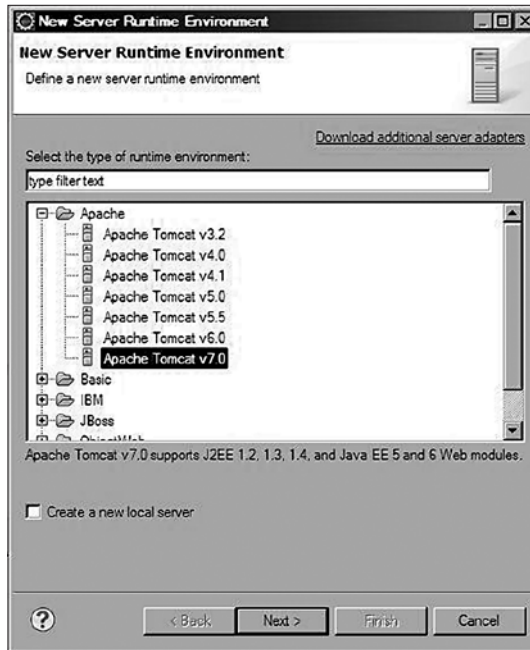 New Server Runtime Environment
New Server Runtime Environment
Define a new server runtime environment
Download additional server adapters
Select the type of runtime environment:
type filter text
Apache
Apache Tomcat v3.2
Apache Tomcat v4.0
Apache Tomcat v4.1
Apache Tomcat v5.0
Apache Tomcat v5.5
Apache Tomcat v6.0
Apache Tomcat v7.0
Basic
IBM
JBoss
ObjectWeb
Apache Tomcat v7.0 supports J2EE 1.2, 1.3, 1.4, and Java EE 5 and 6 Web modules.
Create a new local server
? < Back Next > Finish Cancel